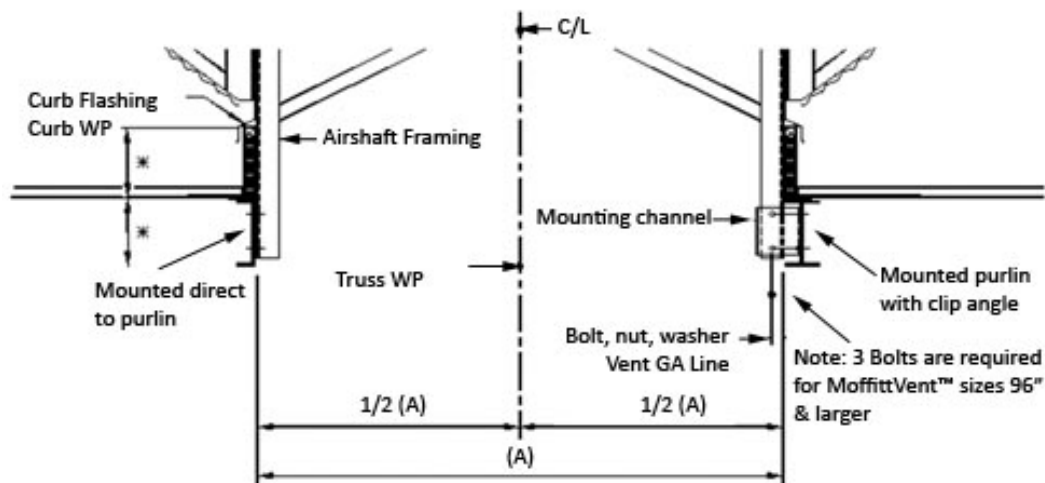 C/L
Curb Flashing
Curb WP
Airshaft Framing
*
*
Mounting channel
Mounted direct
to purlin
Truss WP
Mounted purlin
with clip angle
Bolt, nut, washer
Vent GA Line
Note: 3 Bolts are required
for MoffittVent™ sizes 96”
& larger
1/2 (A)
1/2 (A)
(A)